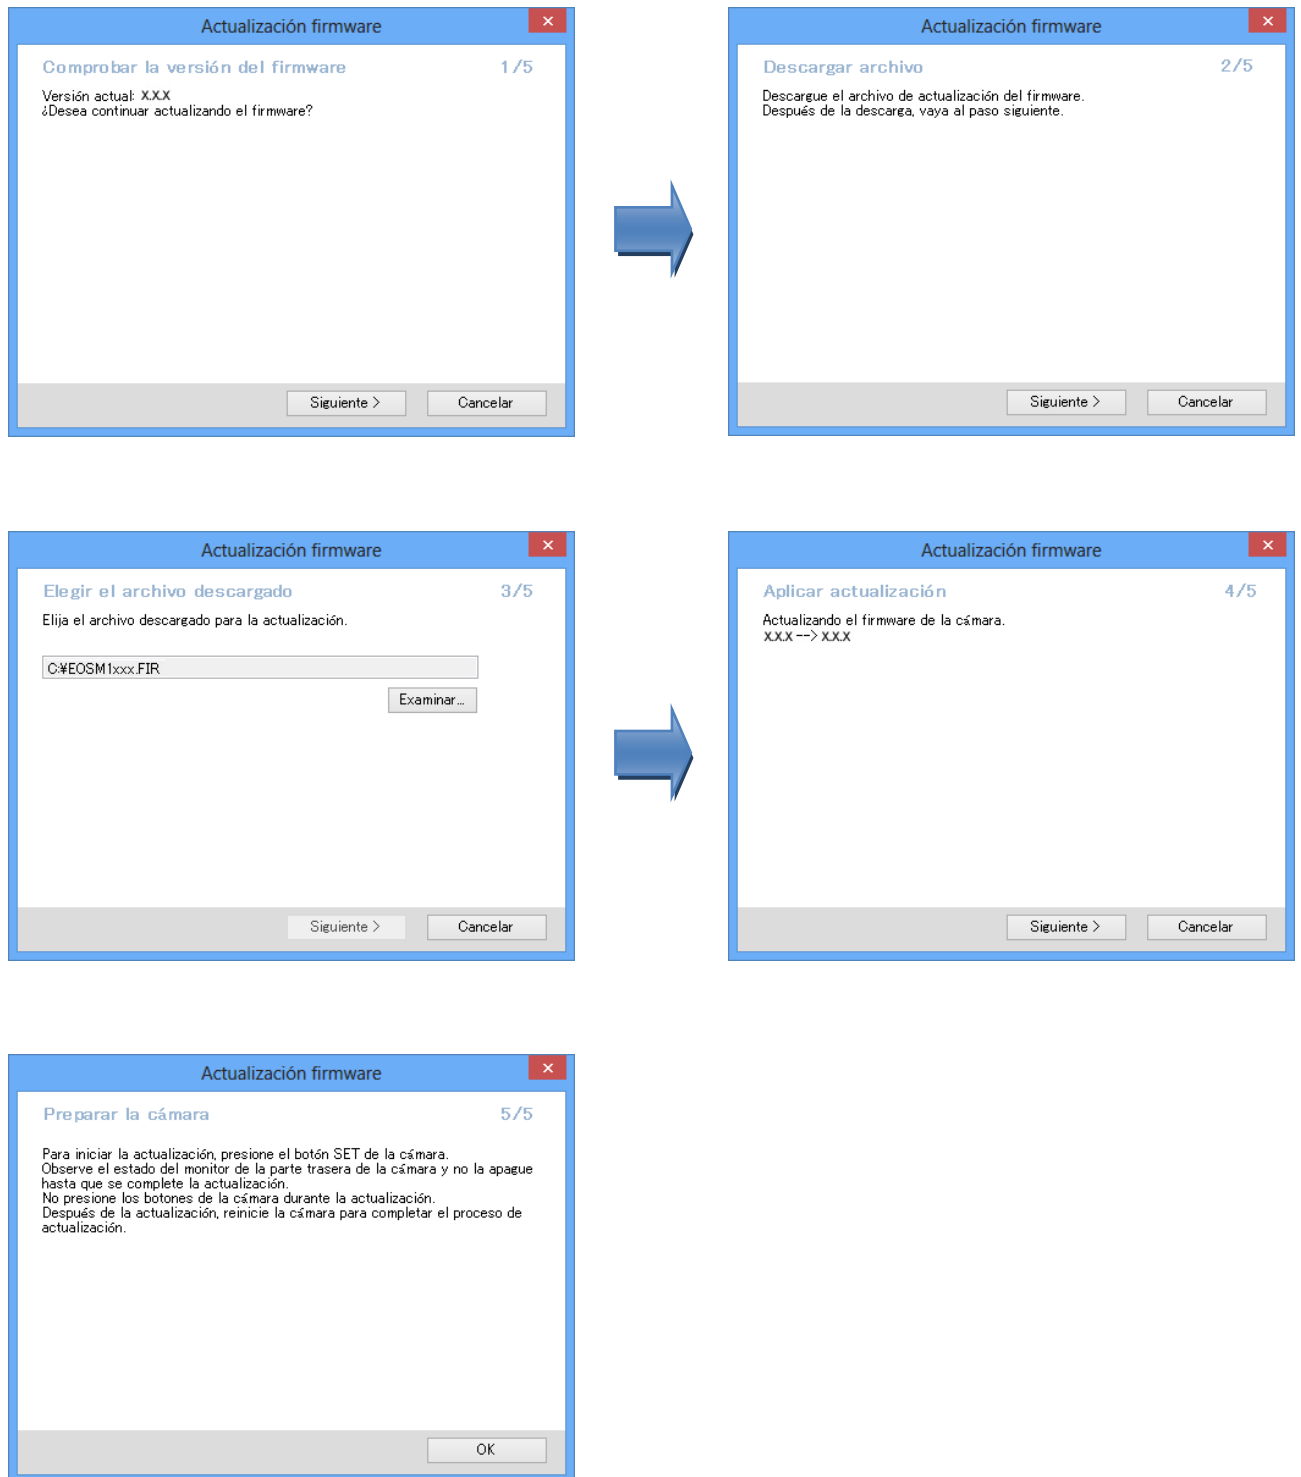 Actualización firmware
Comprobar la versión del firmware 1/5
Versión actual: X.X.X
¿Desea continuar actualizando el firmware?
Siguiente > Cancelar
Actualización firmware
Descargar archivo 2/5
Descargue el archivo de actualización del firmware.
Después de la descarga, vaya al paso siguiente.
Siguiente > Cancelar
Actualización firmware
Elegir el archivo descargado 3/5
Elija el archivo descargado para la actualización.
C:¥EOSM1xxx.FIR
Examinar...
Siguiente > Cancelar
Actualización firmware
Aplicar actualización 4/5
Actualizando el firmware de la cámara.
X.X.X --> X.X.X
Siguiente > Cancelar
Actualización firmware
Preparar la cámara 5/5
Para iniciar la actualización, presione el botón SET de la cámara.
Observe el estado del monitor de la parte trasera de la cámara y no la apague
hasta que se complete la actualización.
No presione los botones de la cámara durante la actualización.
Después de la actualización, reinicie la cámara para completar el proceso de
actualización.
OK